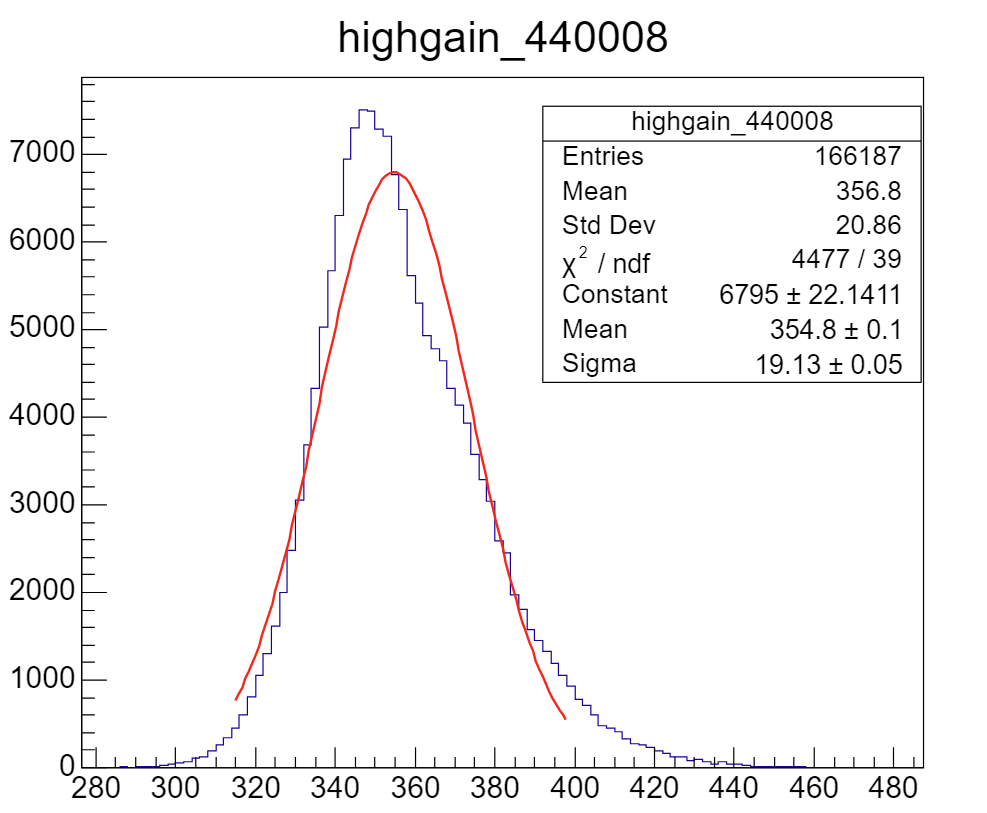 highgain_440008
highgain_440008
Entries 166187
Mean 356.8
Std Dev 20.86
χ² / ndf 4477 / 39
Constant 6795 ± 22.1411
Mean 354.8 ± 0.1
Sigma 19.13 ± 0.05
7000
6000
5000
4000
3000
2000
1000
0
280 300 320 340 360 380 400 420 440 460 480